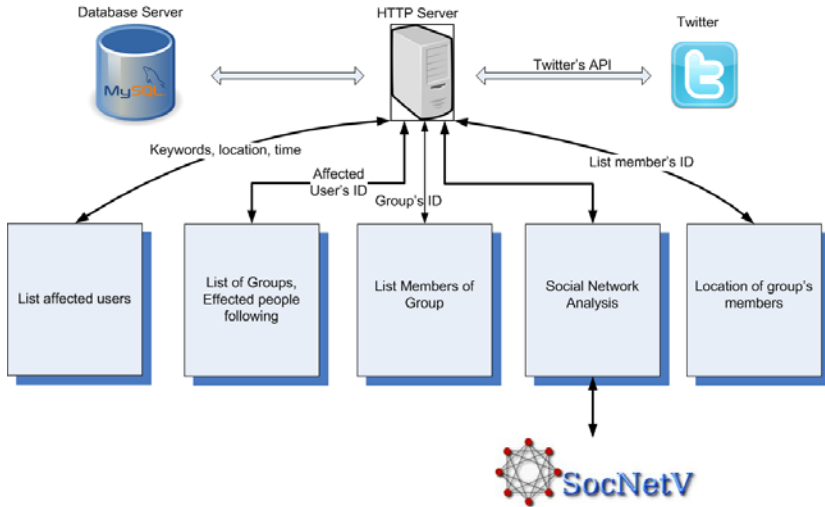 Database Server
HTTP Server
Twitter
MySQL
Twitter's API
Keywords, location, time
Affected
User's ID
Group's ID
List member's ID
List affected users
List of Groups,
Effected people
following
List Members of
Group
Social Network
Analysis
Location of group's
members
SocNetV